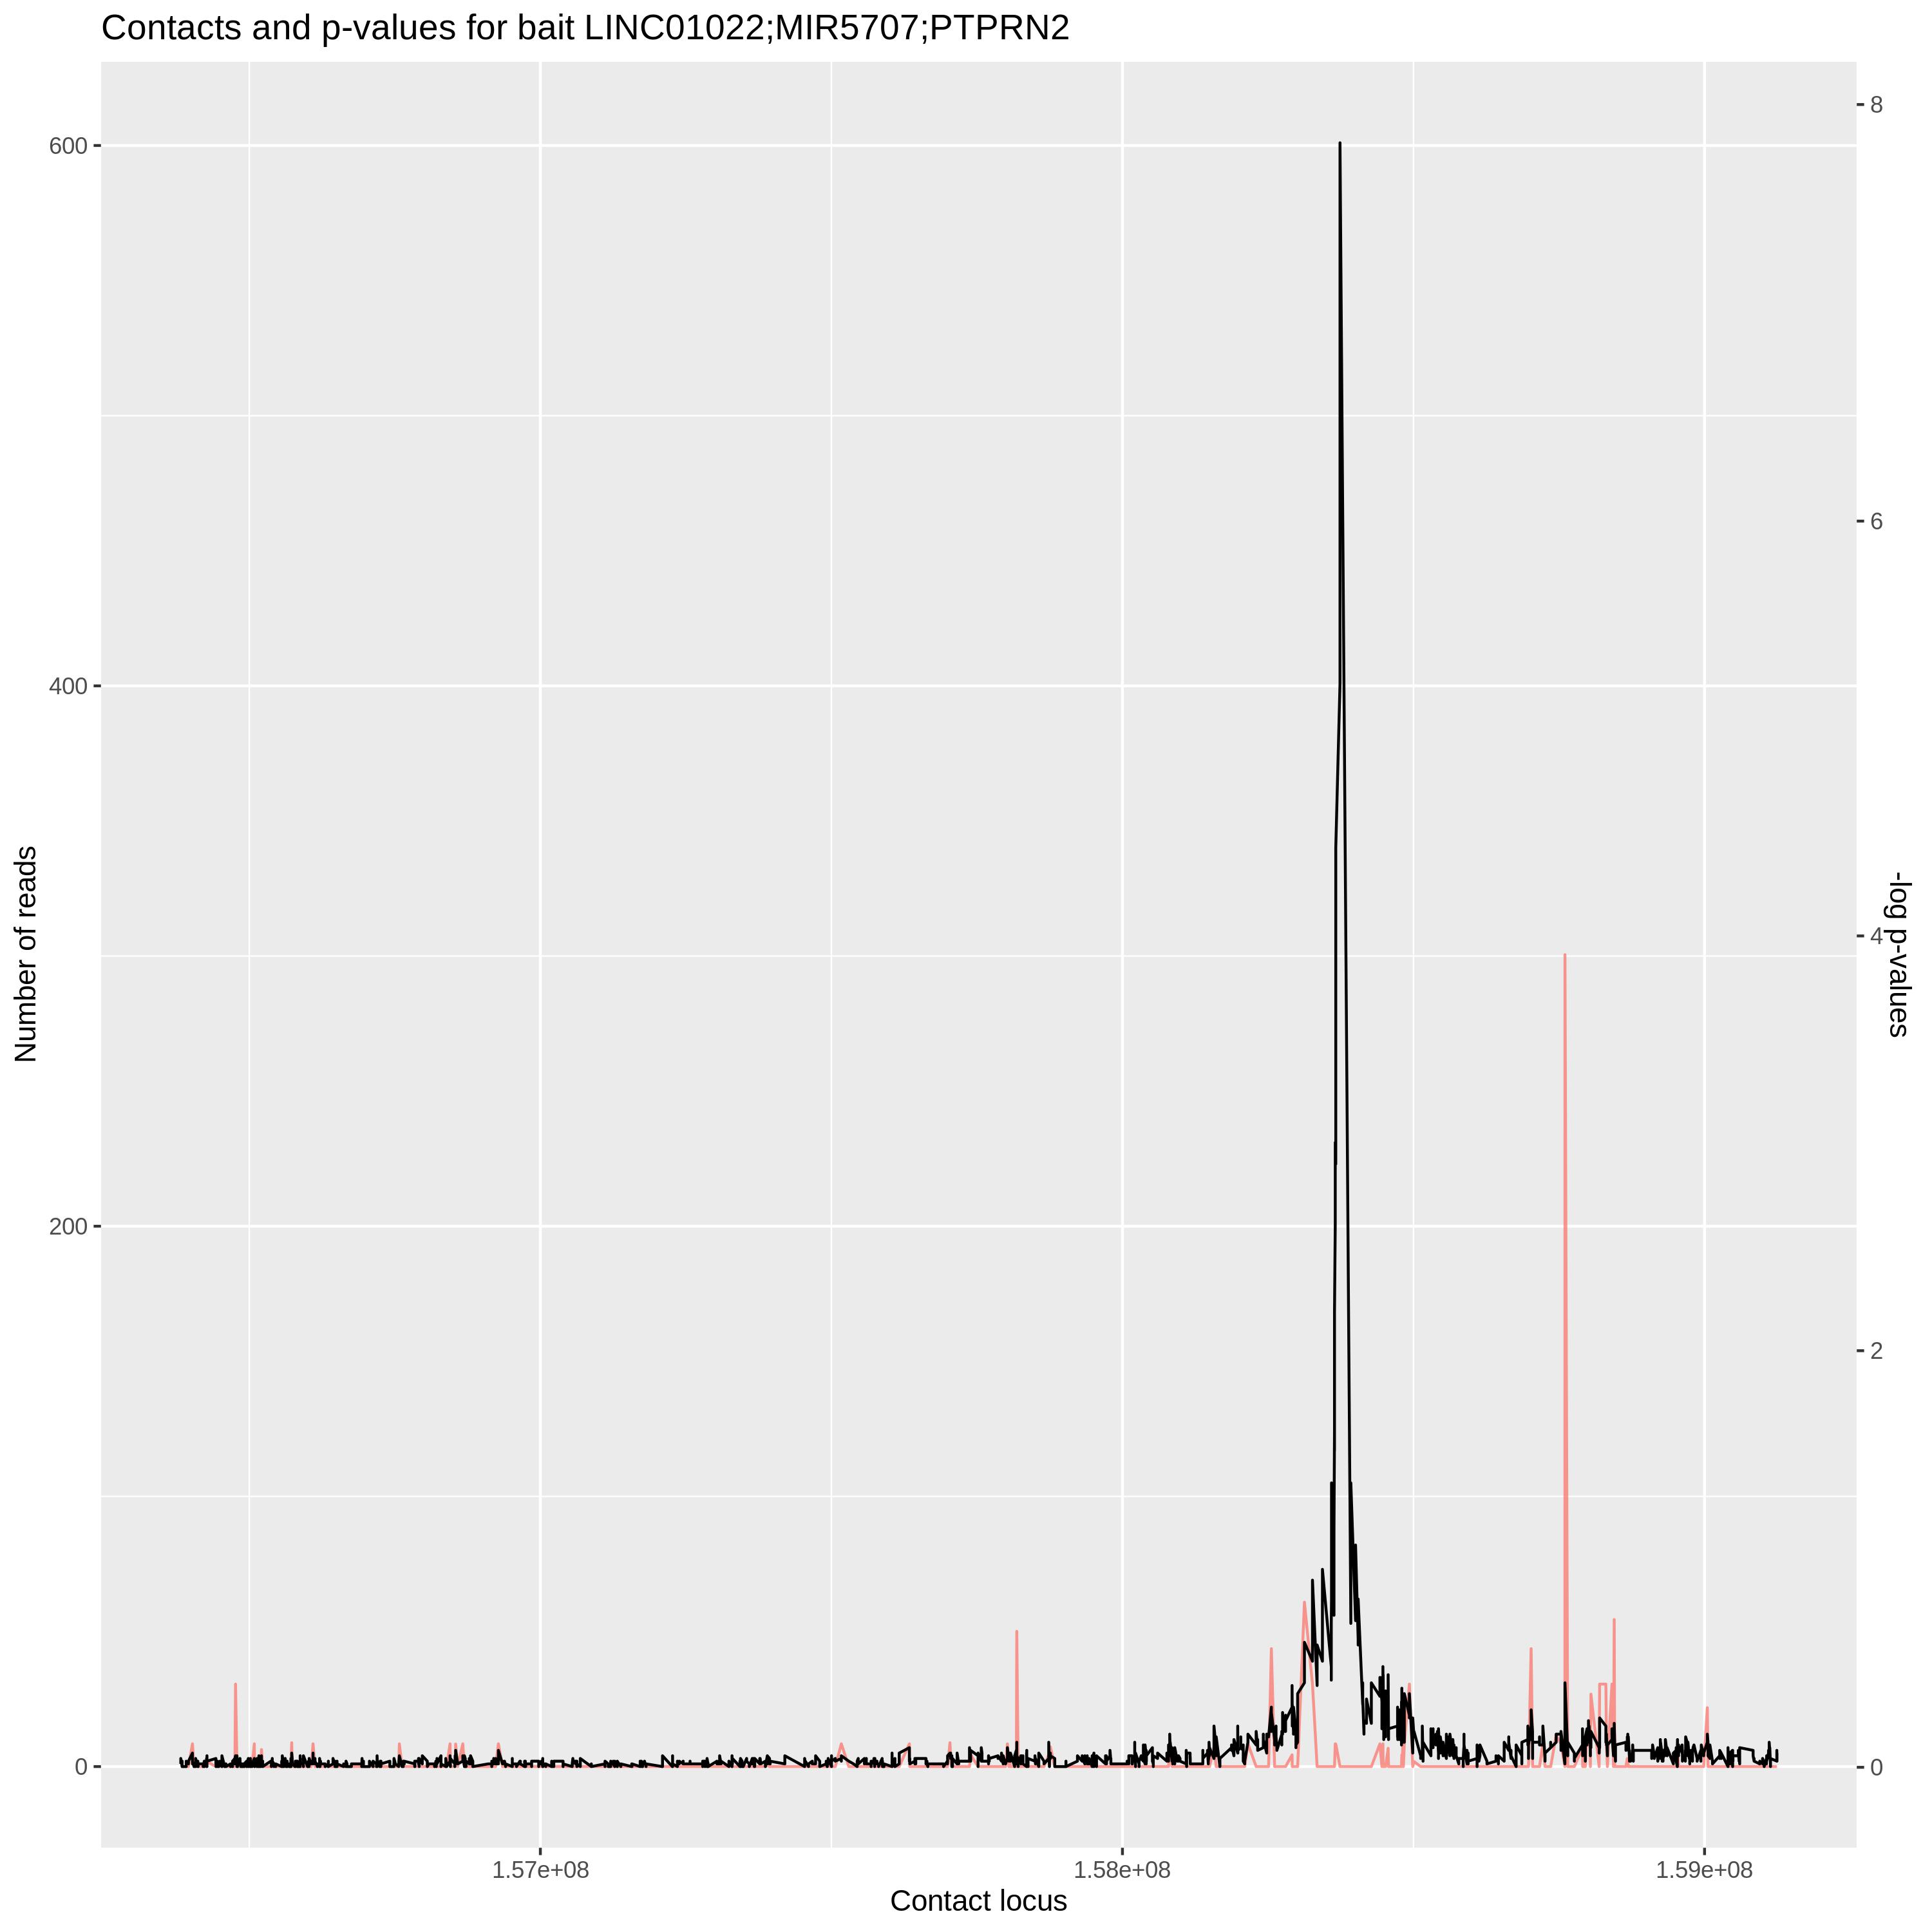 Contacts and p-values for bait LINC01022;MIR5707;PTPRN2
600
400
200
0
Number of reads
8
6
4
2
0
-log p-values
1.57e+08
1.58e+08
1.59e+08
Contact locus